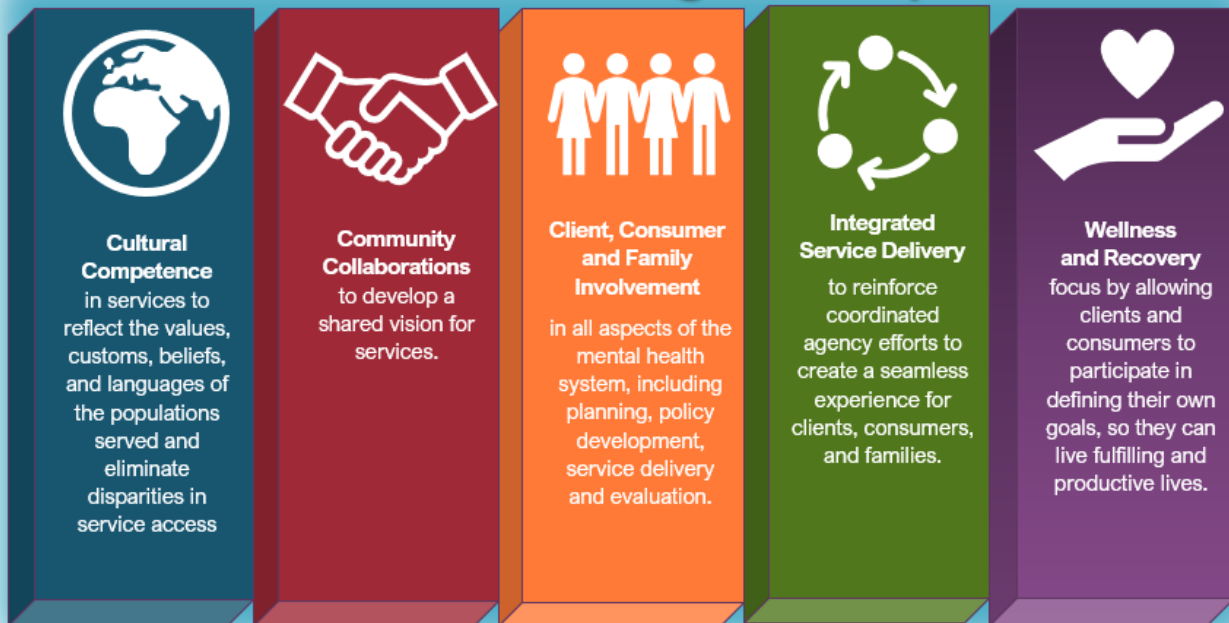 Cultural
Competence
in services to
reflect the values,
customs, beliefs,
and languages of
the populations
served and
eliminate
disparities in
service access
Community
Collaborations
to develop a
shared vision for
services.
Client, Consumer
and Family
Involvement
in all aspects of the
mental health
system, including
planning, policy
development,
service delivery
and evaluation.
Integrated
Service Delivery
to reinforce
coordinated
agency efforts to
create a seamless
experience for
clients, consumers,
and families.
Wellness
and Recovery
focus by allowing
clients and
consumers to
participate in
defining their own
goals, so they can
live fulfilling and
productive lives.